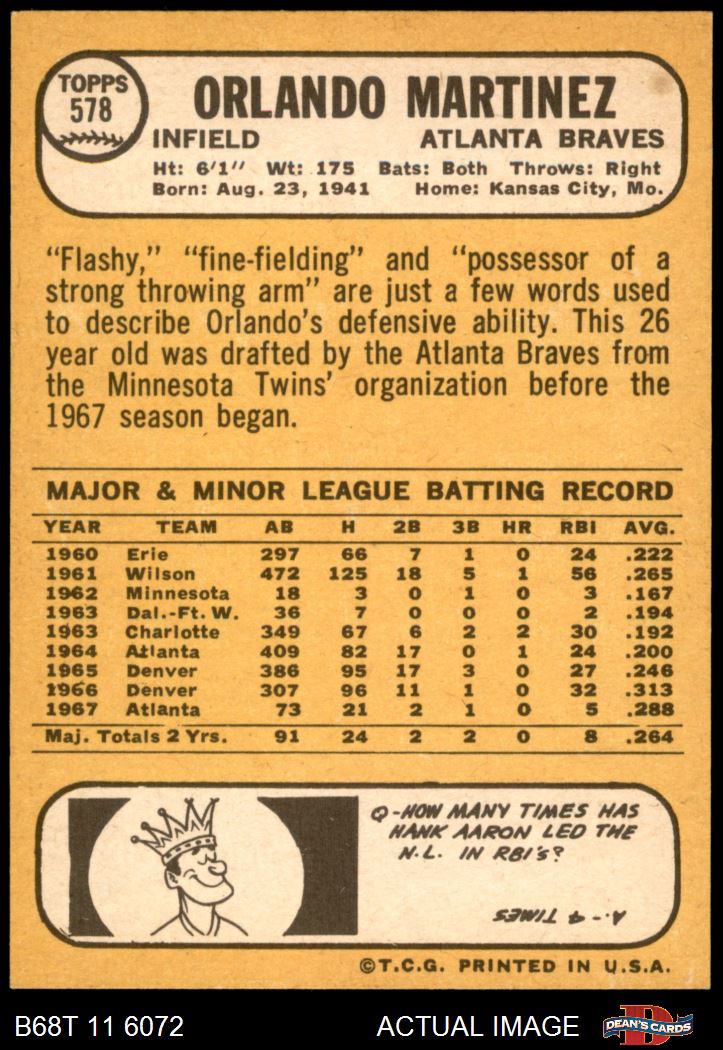 TOPPS
578
ORLANDO MARTINEZ
INFIELD ATLANTA BRAVES
Ht: 6'1" Wt: 175 Bats: Both Throws: Right
Born: Aug. 23, 1941 Home: Kansas City, Mo.
"Flashy," "fine-fielding" and "possessor of a
strong throwing arm" are just a few words used
to describe Orlando's defensive ability. This 26
year old was drafted by the Atlanta Braves from
the Minnesota Twins' organization before the
1967 season began.
MAJOR & MINOR LEAGUE BATTING RECORD
YEAR TEAM AB H 2B 3B HR RBI AVG.
1960 Erie 297 66 7 1 0 24 .222
1961 Wilson 472 125 18 5 1 56 .265
1962 Minnesota 18 3 0 1 0 3 .167
1963 Dal.-Ft. W. 36 7 0 0 0 2 .194
1963 Charlotte 349 67 6 2 2 30 .192
1964 Atlanta 409 82 17 0 1 24 .200
1965 Denver 386 95 17 3 0 27 .246
1966 Denver 307 96 11 1 0 32 .313
1967 Atlanta 73 21 2 1 0 5 .288
Maj. Totals 2 Yrs. 91 24 2 2 0 8 .264
Q-HOW MANY TIMES HAS
HANK AARON LED THE
N.L. IN RBI'S?
A.-4 TIMES
©T.C.G. PRINTED IN U.S.A.
B68T 11 6072 ACTUAL IMAGE D DEAN'S CARDS